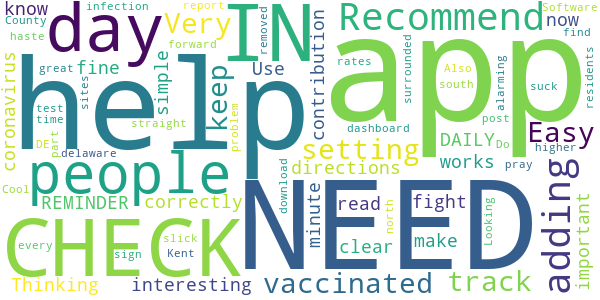 know
County
haste
infection
day
report
Very
forward
removed
IN
Recommend
Software
now
find
coronavirus
great
fine
test
time
sites
simple
Use
keep
help
contribution
rates
surrounded
app
Also
south
alarming
suck
residents
post
DE
part
straight
problem
dashboard
DAILY
Do
Easy
higher
delaware
setting
works
pray
people
directions
Cool
REMINDER
correctly
download
NEED
minute
read
fight
adding
important
CHECK
every
sign
slick
Kent
north
clear
make
Looking
Thinking
interesting
vaccinated
track